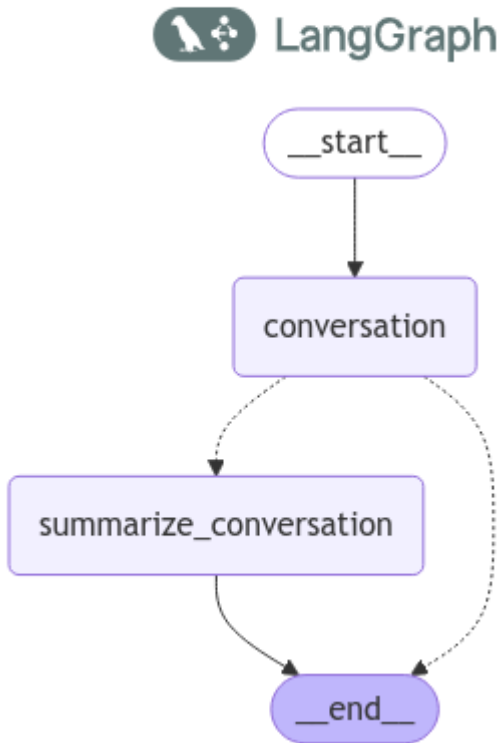 LangGraph
__start__
conversation
summarize_conversation
__end__